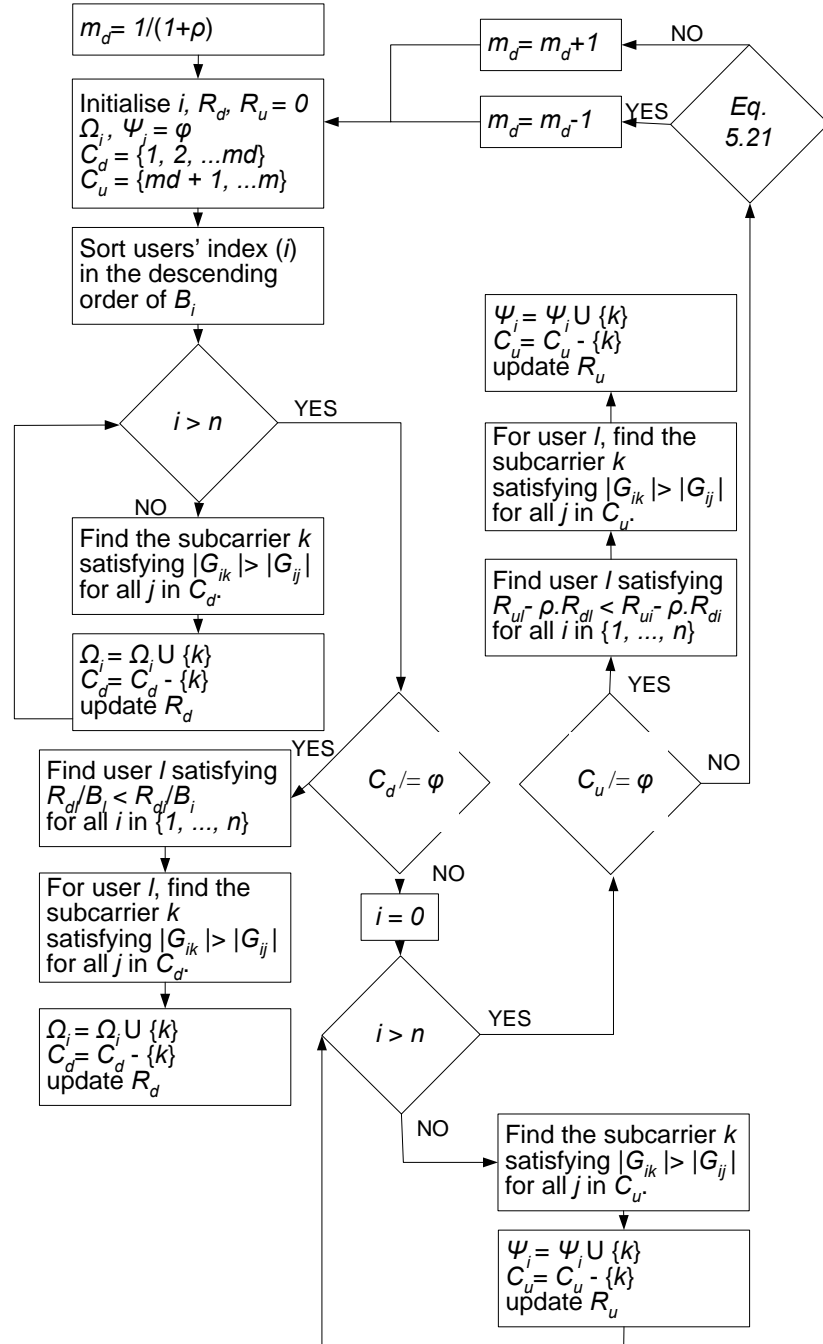 m_d= 1/(1+ρ)
Initialise i, R_d, R_u = 0
Ω_i, Ψ_i = φ
C_d = {1, 2, ...md}
C_u = {md + 1, ...m}
Sort users' index (i)
in the descending
order of B_i
i > n
YES
NO
Find the subcarrier k
satisfying |G_ik|> |G_ij|
for all j in C_d.
Ω_i = Ω_i U {k}
C_d= C_d - {k}
update R_d
C_d /= φ
YES
NO
Find user l satisfying
R_dl/B_l < R_di/B_i
for all i in {1, ..., n}
For user l, find the
subcarrier k
satisfying |G_ik|> |G_ij|
for all j in C_d.
Ω_i = Ω_i U {k}
C_d= C_d - {k}
update R_d
i = 0
i > n
YES
NO
Find the subcarrier k
satisfying |G_ik|> |G_ij|
for all j in C_u.
Ψ_i = Ψ_i U {k}
C_u= C_u - {k}
update R_u
C_u /= φ
YES
NO
Find user l satisfying
R_ul- ρ.R_dl < R_ui- ρ.R_di
for all i in {1, ..., n}
For user l, find the
subcarrier k
satisfying |G_ik|> |G_ij|
for all j in C_u.
Ψ_i = Ψ_i U {k}
C_u= C_u - {k}
update R_u
Eq.
5.21
NO
m_d= m_d+1
YES
m_d= m_d-1